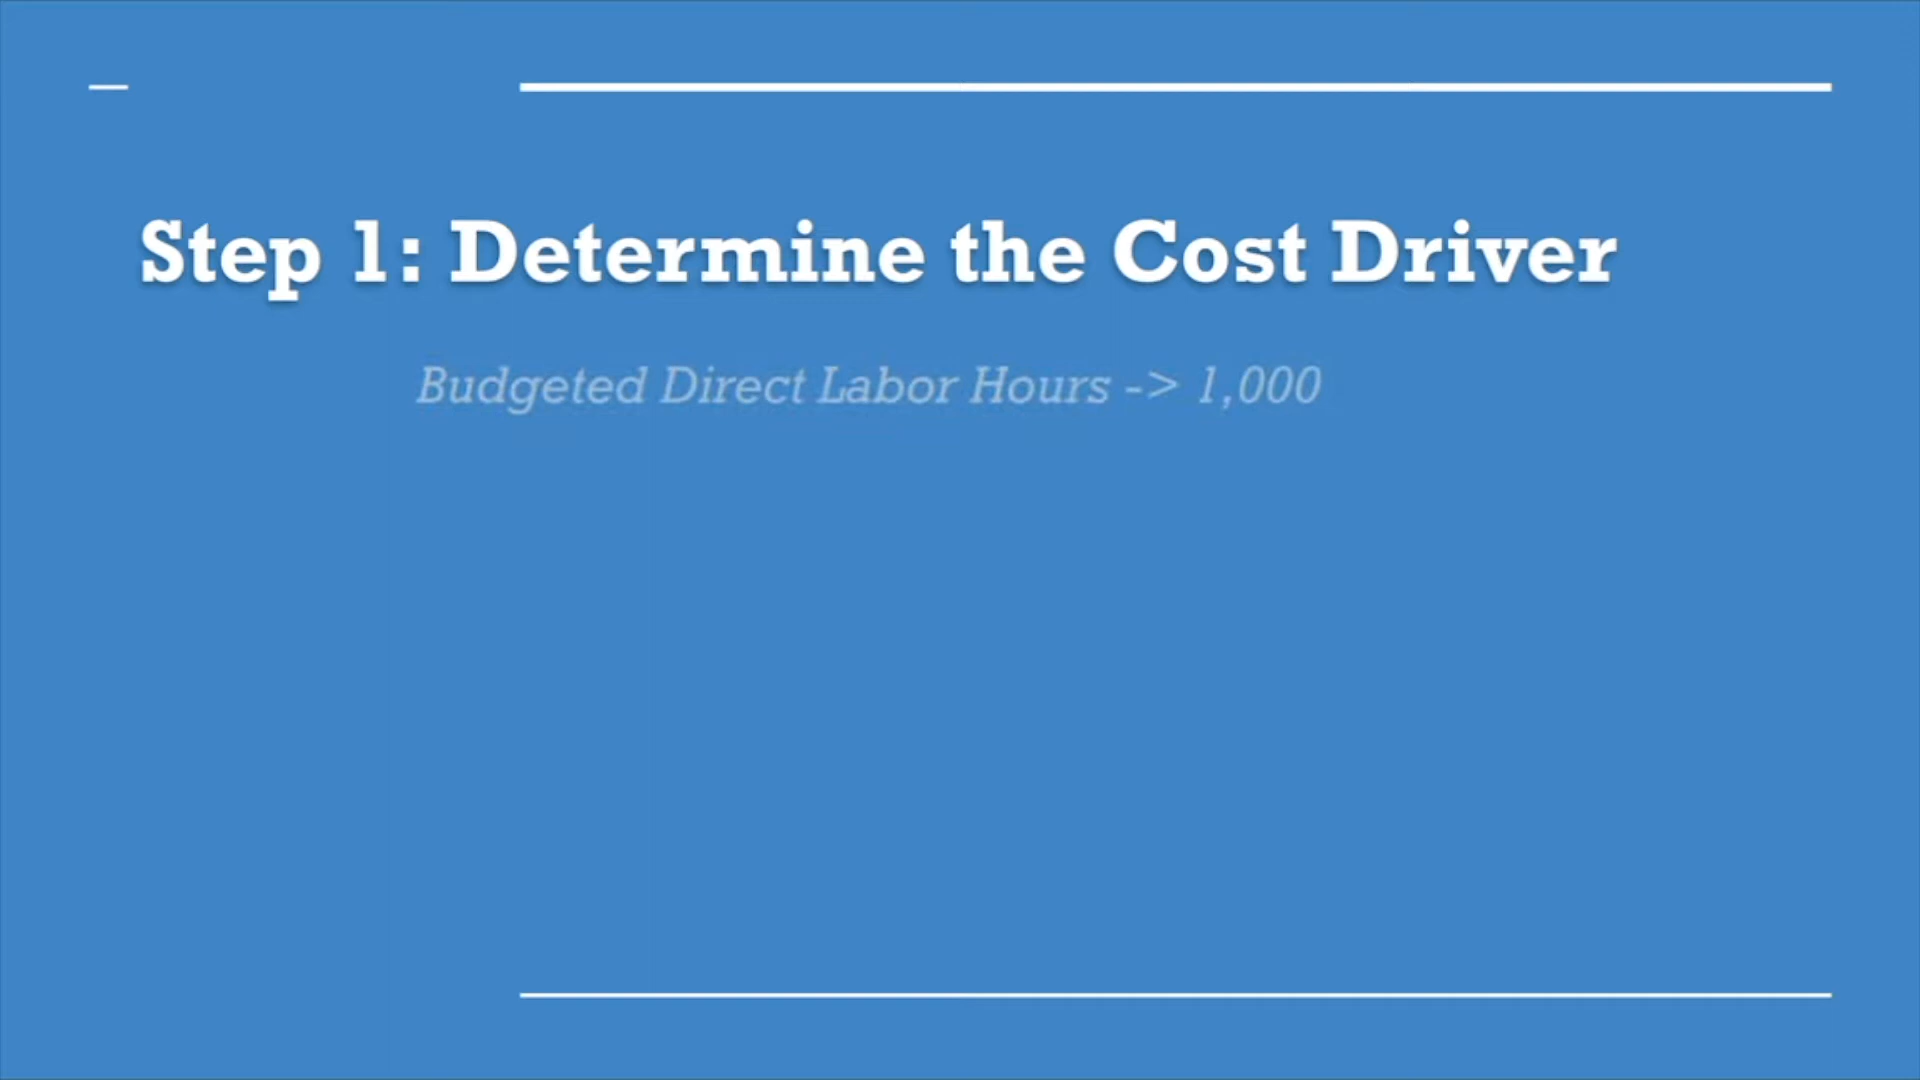 Step 1: Determine the Cost Driver
Budgeted Direct Labor Hours -> 1,000